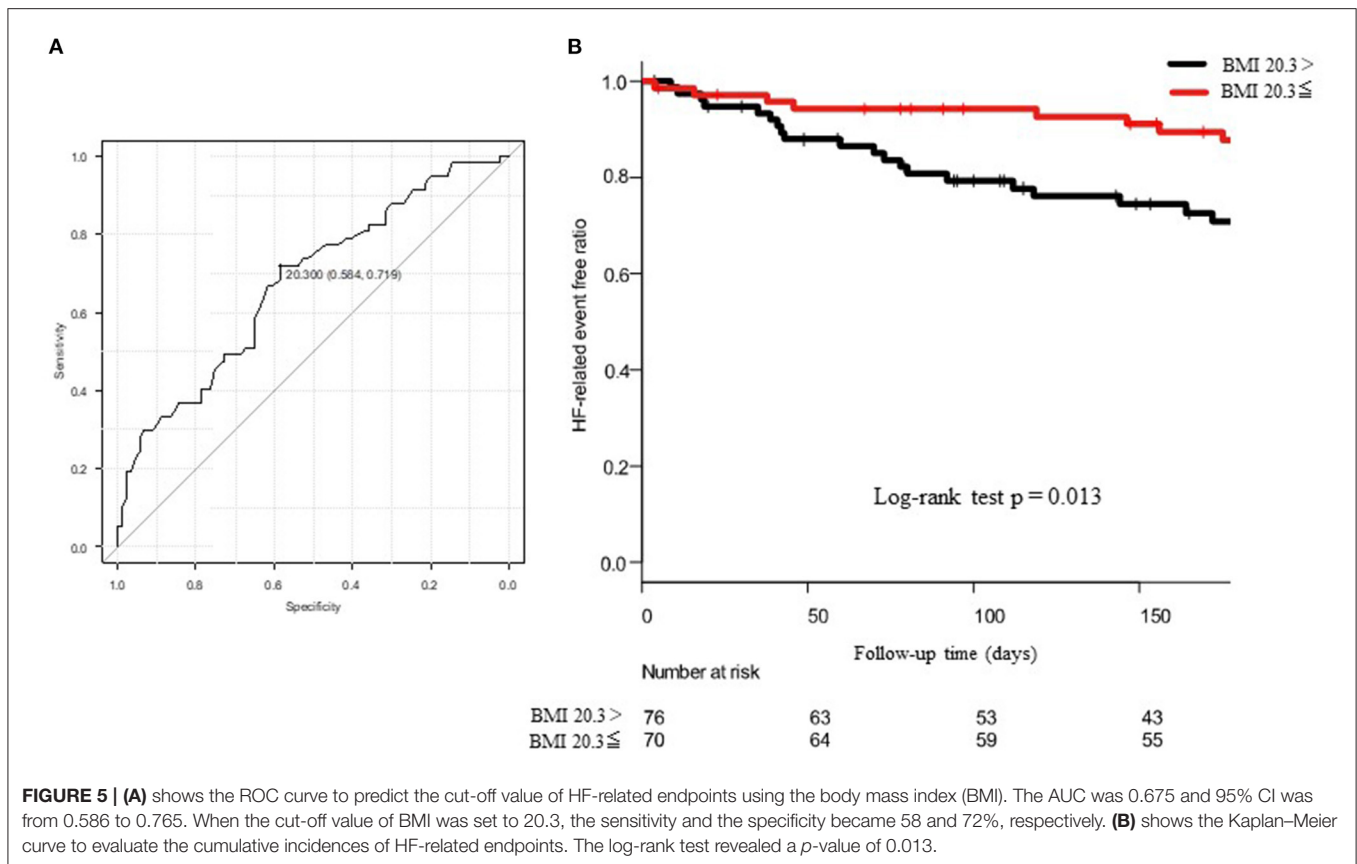 A
1.0
0.8
0.6
0.4
0.2
0.0
Sensitivity
20.300 (0.584, 0.719)
1.0 0.8 0.6 0.4 0.2 0.0
Specificity
B
BMI 20.3 >
BMI 20.3 ≦
1.0
0.8
0.6
0.4
0.2
0.0
HF-related event free ratio
Log-rank test p = 0.013
0 50 100 150
Follow-up time (days)
Number at risk
BMI 20.3 > 76 63 53 43
BMI 20.3 ≦ 70 64 59 55
FIGURE 5 | (A) shows the ROC curve to predict the cut-off value of HF-related endpoints using the body mass index (BMI). The AUC was 0.675 and 95% CI was
from 0.586 to 0.765. When the cut-off value of BMI was set to 20.3, the sensitivity and the specificity became 58 and 72%, respectively. (B) shows the Kaplan–Meier
curve to evaluate the cumulative incidences of HF-related endpoints. The log-rank test revealed a p-value of 0.013.